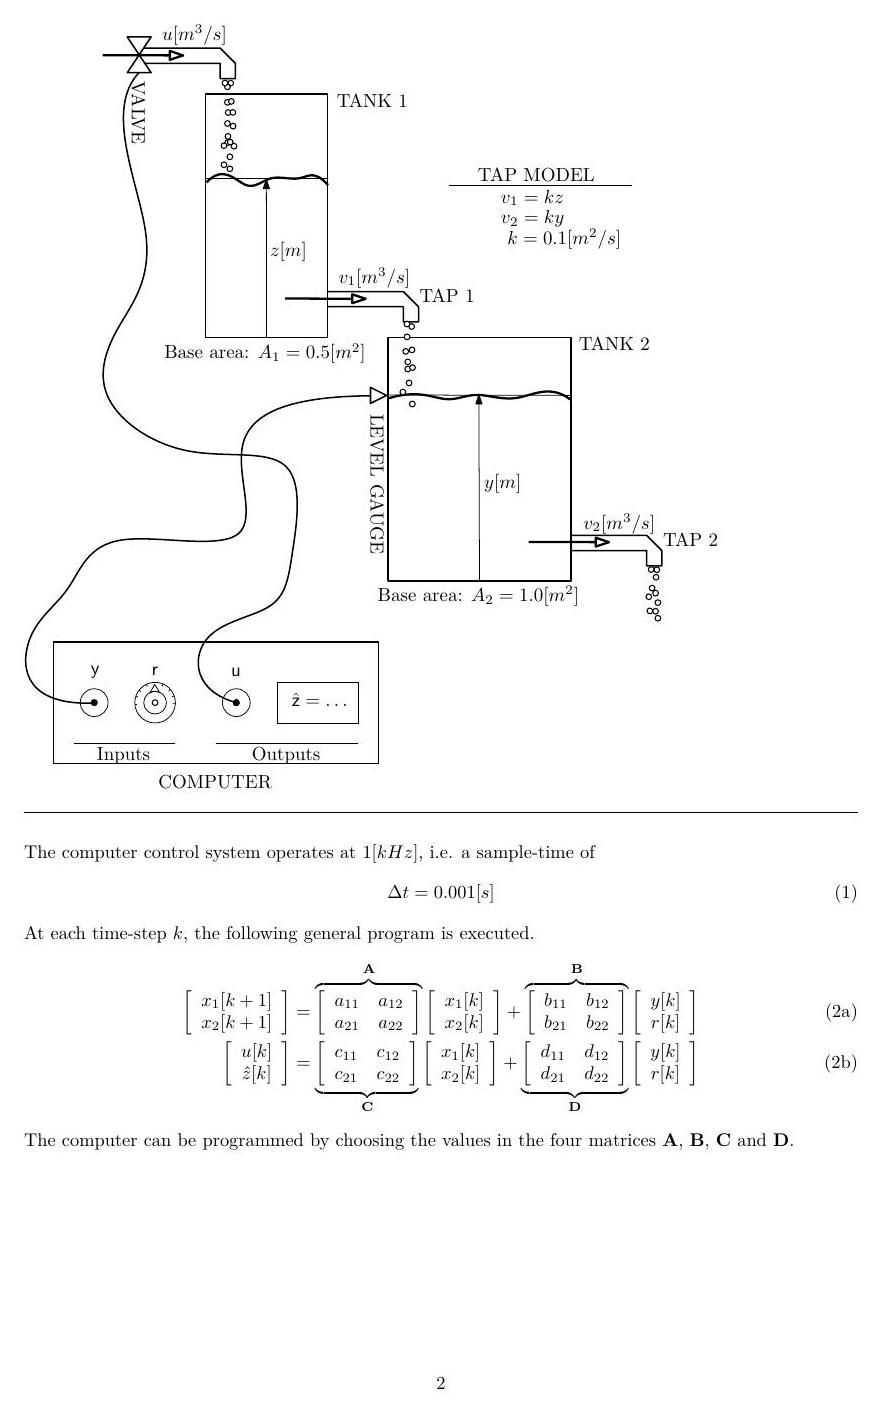 u[m³/s]
VALVE
TANK 1
TAP MODEL
v₁ = kz
v₂ = ky
k = 0.1[m²/s]
z[m]
v₁[m³/s]
TAP 1
Base area: A₁ = 0.5[m²]
TANK 2
LEVEL GAUGE
y[m]
v₂[m³/s]
TAP 2
Base area: A₂ = 1.0[m²]
y r u
ẑ = ...
Inputs Outputs
COMPUTER
The computer control system operates at 1[kHz], i.e. a sample-time of
Δt = 0.001[s] (1)
At each time-step k, the following general program is executed.
A B
[ x₁[k + 1] ] = [ a₁₁ a₁₂ ] [ x₁[k] ] + [ b₁₁ b₁₂ ] [ y[k] ] (2a)
[ x₂[k + 1] ] [ a₂₁ a₂₂ ] [ x₂[k] ] [ b₂₁ b₂₂ ] [ r[k] ]
[ u[k] ] = [ c₁₁ c₁₂ ] [ x₁[k] ] + [ d₁₁ d₁₂ ] [ y[k] ] (2b)
[ ẑ[k] ] [ c₂₁ c₂₂ ] [ x₂[k] ] [ d₂₁ d₂₂ ] [ r[k] ]
C D
The computer can be programmed by choosing the values in the four matrices A, B, C and D.
2